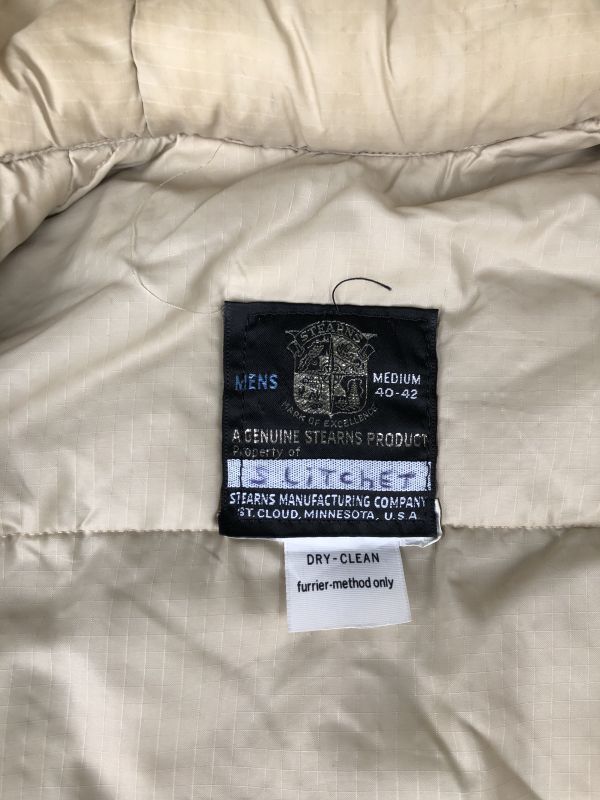 STEARNS
MENS
MEDIUM
40-42
MARK OF EXCELLENCE
A GENUINE STEARNS PRODUCT
Property of
S LiTChET
STEARNS MANUFACTURING COMPANY
ST. CLOUD, MINNESOTA, U.S.A.
DRY-CLEAN
furrier-method only